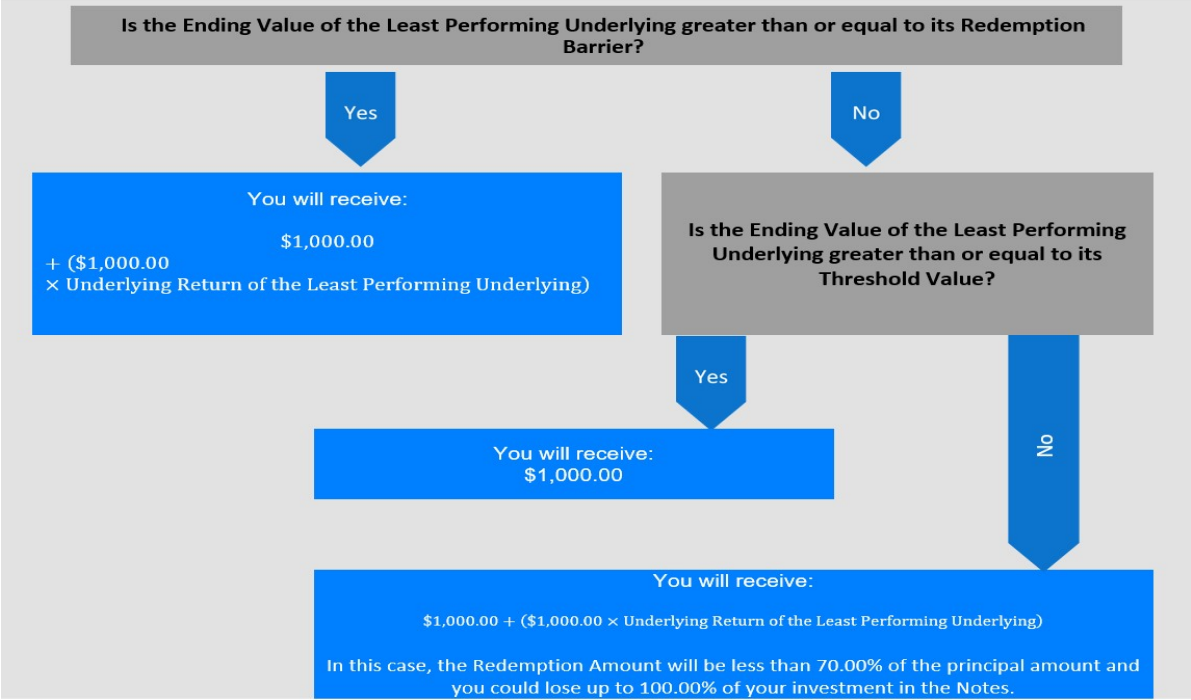 Is the Ending Value of the Least Performing Underlying greater than or equal to its Redemption
Barrier?
Yes
No
You will receive:
$1,000.00
+ ($1,000.00
× Underlying Return of the Least Performing Underlying)
Is the Ending Value of the Least Performing
Underlying greater than or equal to its
Threshold Value?
Yes
No
You will receive:
$1,000.00
You will receive:
$1,000.00 + ($1,000.00 × Underlying Return of the Least Performing Underlying)
In this case, the Redemption Amount will be less than 70.00% of the principal amount and
you could lose up to 100.00% of your investment in the Notes.